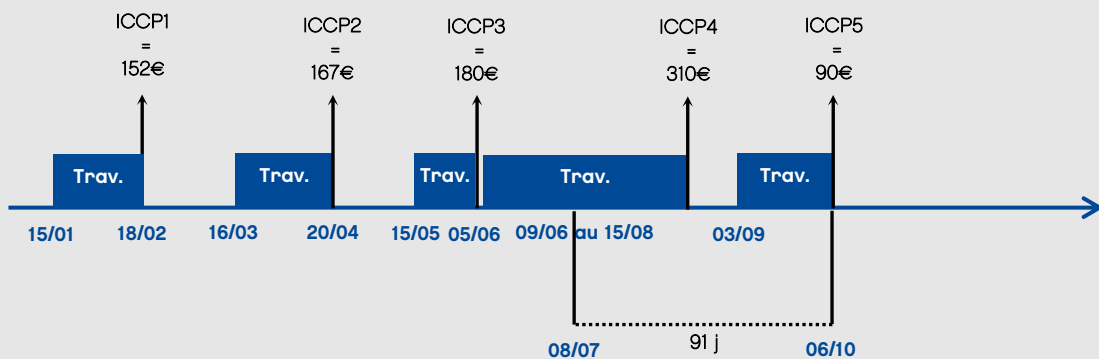 ICCP1
=
152€
ICCP2
=
167€
ICCP3
=
180€
ICCP4
=
310€
ICCP5
=
90€
Trav.
Trav.
Trav.
Trav.
Trav.
15/01
18/02
16/03
20/04
15/05
05/06
09/06 au 15/08
03/09
91 j
08/07
06/10